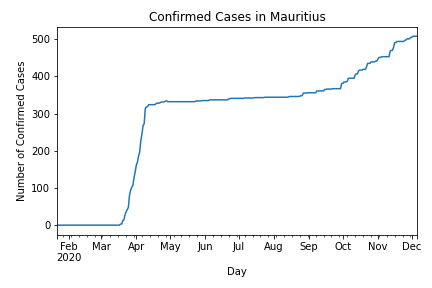 Confirmed Cases in Mauritius
Number of Confirmed Cases
500
400
300
200
100
0
Feb Mar Apr May Jun Jul Aug Sep Oct Nov Dec
2020
Day